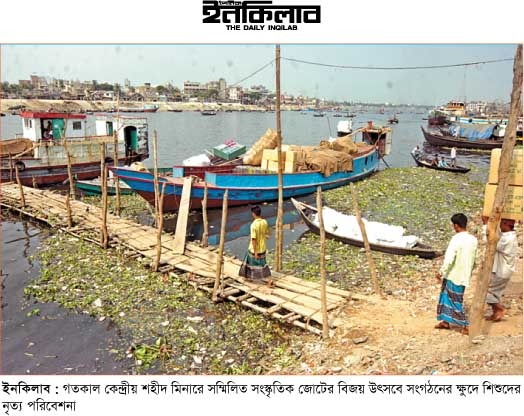 দৈনিক
ইনকিলাব
THE DAILY INQILAB
ইনকিলাব : গতকাল কেন্দ্রীয় শহীদ মিনারে সম্মিলিত সংস্কৃতিক জোটের বিজয় উৎসবে সংগঠনের ক্ষুদে শিশুদের
নৃত্য পরিবেশনা